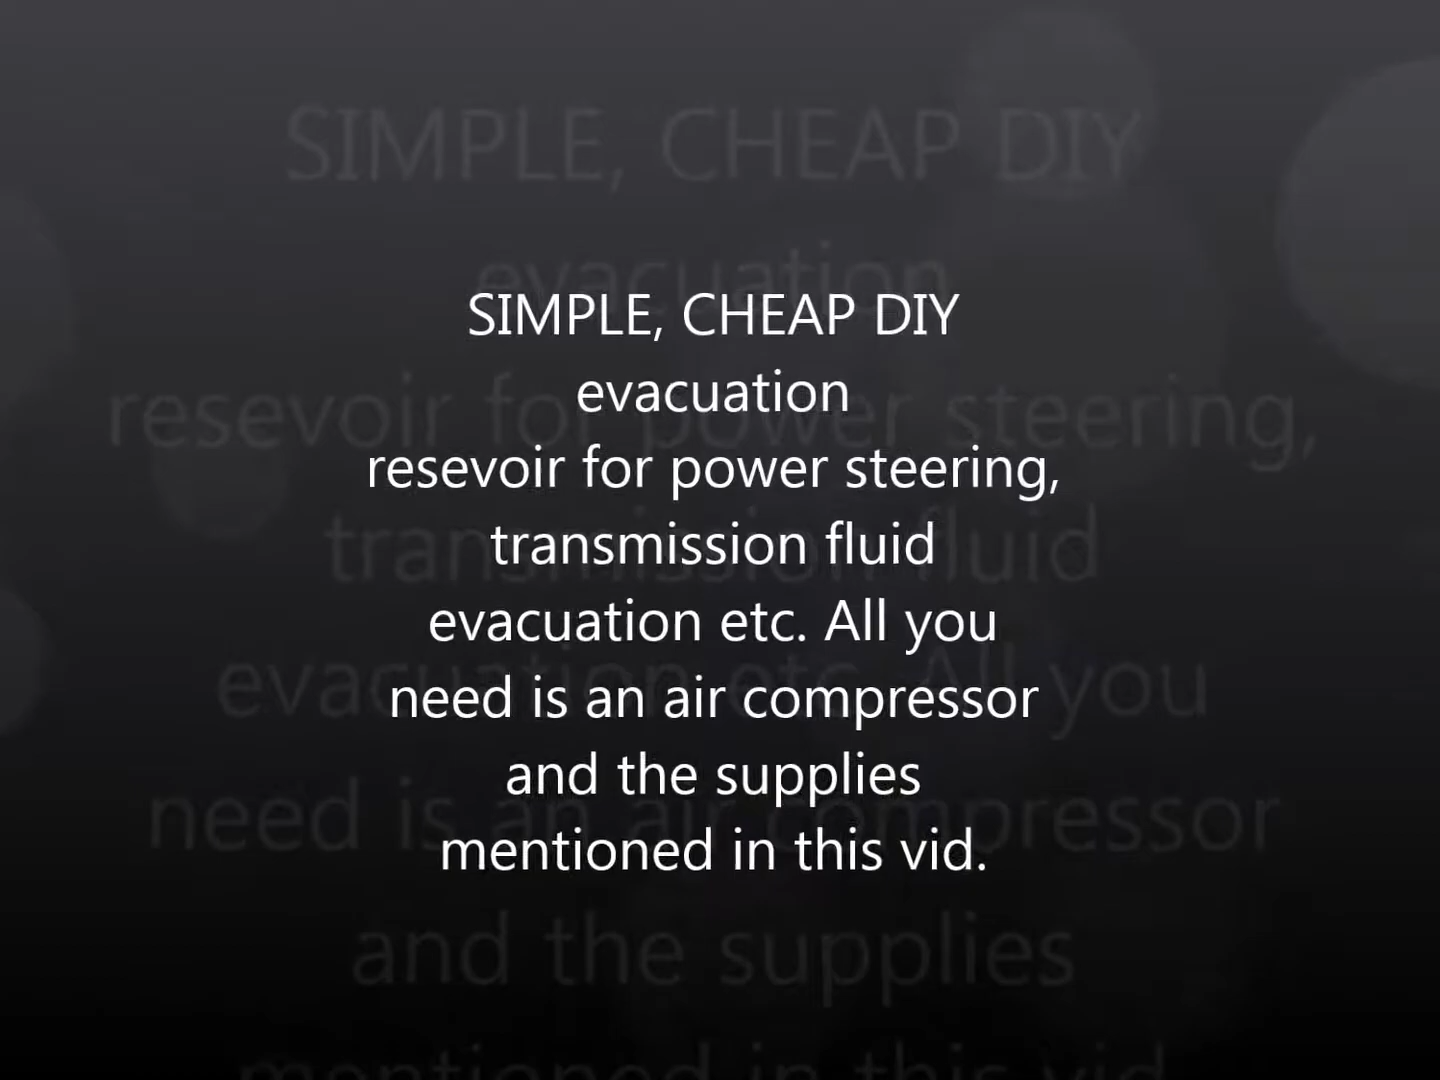 SIMPLE, CHEAP DIY
evacuation
resevoir for power steering,
transmission fluid
evacuation etc. All you
need is an air compressor
and the supplies
mentioned in this vid.